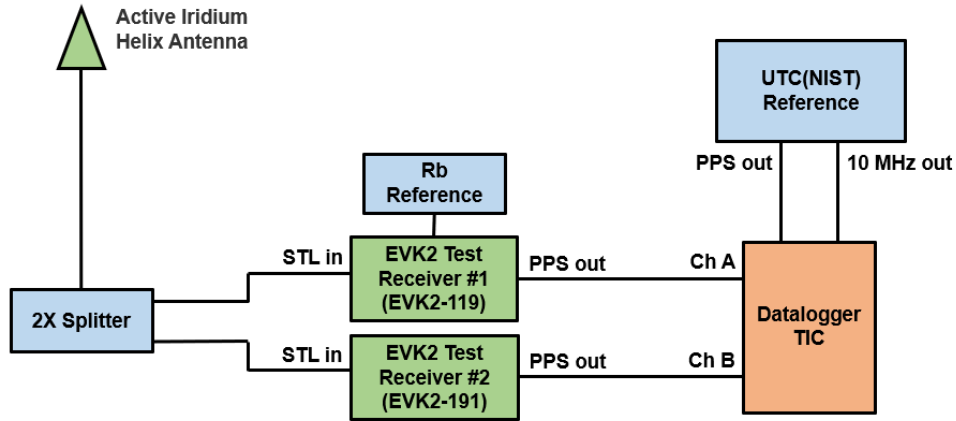 Active Iridium
Helix Antenna
UTC(NIST)
Reference
PPS out
10 MHz out
Rb
Reference
STL in
EVK2 Test
Receiver #1
(EVK2-119)
PPS out
Ch A
2X Splitter
Datalogger
TIC
STL in
EVK2 Test
Receiver #2
(EVK2-191)
PPS out
Ch B